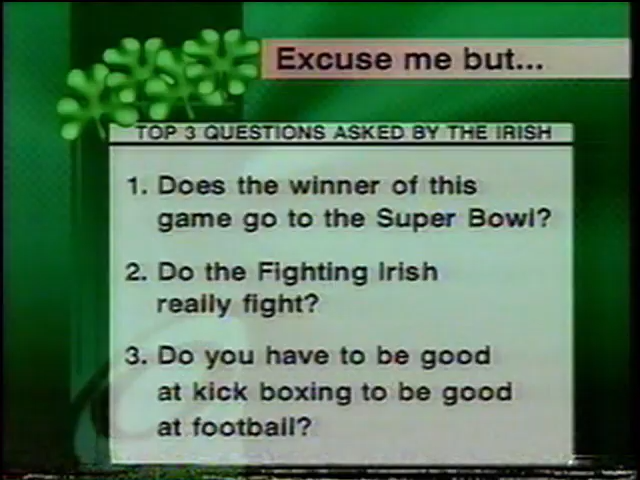 Excuse me but...
TOP 3 QUESTIONS ASKED BY THE IRISH
1. Does the winner of this
game go to the Super Bowl?
2. Do the Fighting Irish
really fight?
3. Do you have to be good
at kick boxing to be good
at football?